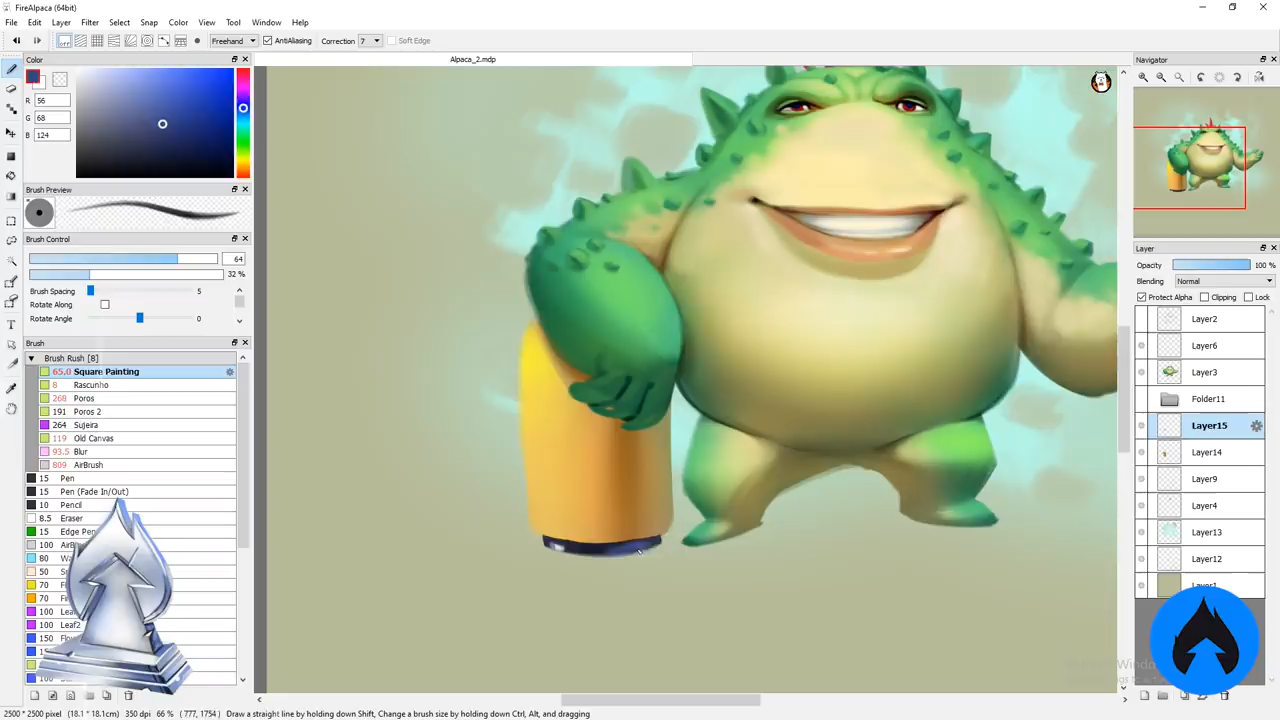 FireAlpaca (64bit)
File Edit Layer Filter Select Snap Color View Tool Window Help
off Freehand AntiAliasing Correction 7 Soft Edge
Color
Alpaca_2.mdp
Navigator
R 56
G 68
B 124
Brush Preview
Brush Control
64
32 %
Brush Spacing 5
Rotate Along
Rotate Angle 0
Brush
Brush Rush [8]
65.0 Square Painting
8 Rascunho
268 Poros
191 Poros 2
264 Sujeira
119 Old Canvas
93.5 Blur
809 AirBrush
15 Pen
15 Pen (Fade In/Out)
10 Pencil
8.5 Eraser
15 Edge Pen
100
80
50
70
70
100
100 Leaf2
150
Layer
Opacity 100 %
Blending Normal
Protect Alpha Clipping Lock
Layer2
Layer6
Layer3
Folder11
Layer15
Layer14
Layer9
Layer4
Layer13
Layer12
Layer1
2500 * 2500 pixel (18.1 * 18.1cm) 350 dpi 66 % ( 777, 1754 ) Draw a straight line by holding down Shift, Change a brush size by holding down Ctrl, Alt, and dragging